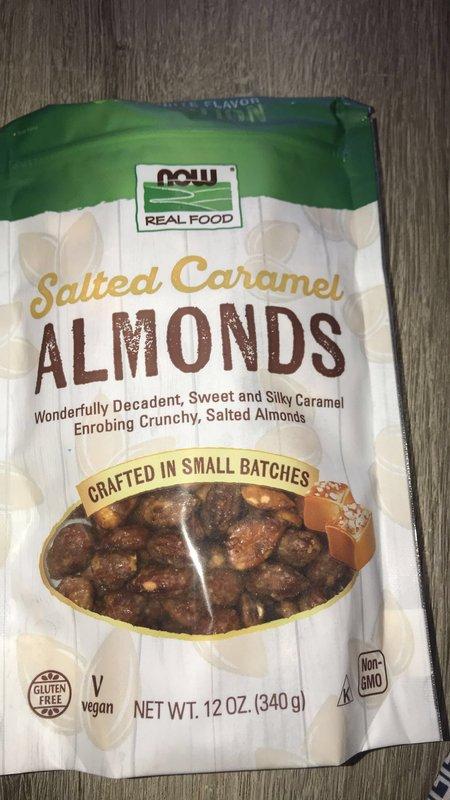 FLAVOR
NOW
REAL FOOD
Salted Caramel
ALMONDS
Wonderfully Decadent, Sweet and Silky Caramel
Enrobing Crunchy, Salted Almonds
CRAFTED IN SMALL BATCHES
GLUTEN
FREE
V
vegan
NET WT. 12 OZ. (340 g)
K
Non-
GMO